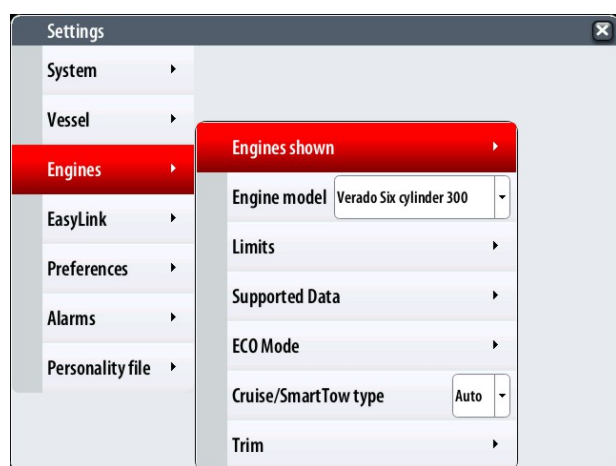 Settings
System
Vessel
Engines
EasyLink
Preferences
Alarms
Personality file
Engines shown
Engine model Verado Six cylinder 300
Limits
Supported Data
ECO Mode
Cruise/SmartTow type Auto
Trim